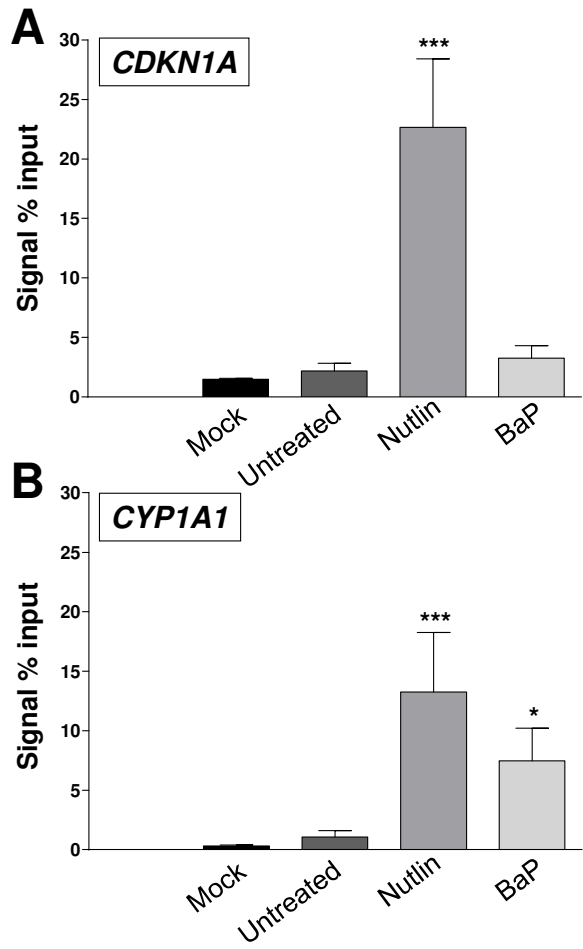 A
CDKN1A
Signal % input
30
25
20
15
10
5
0
***
Mock
Untreated
Nutlin
BaP
B
CYP1A1
Signal % input
30
25
20
15
10
5
0
***
*
Mock
Untreated
Nutlin
BaP